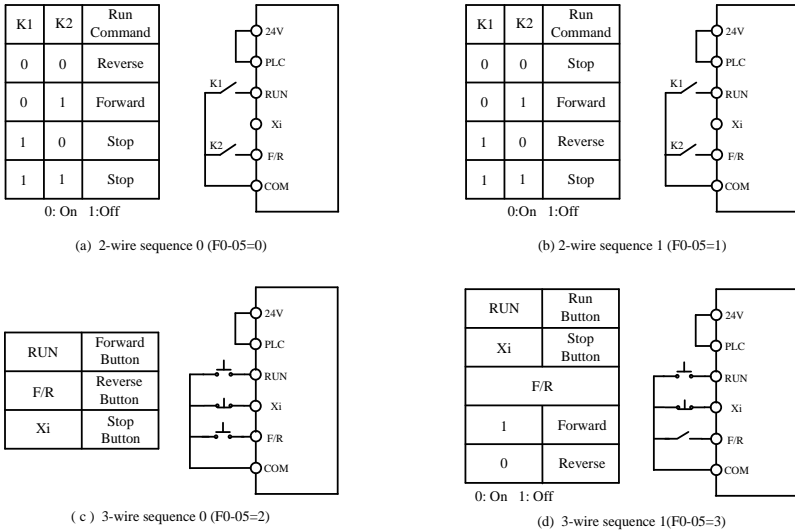 K1 K2 Run Command
0 0 Reverse
0 1 Forward
1 0 Stop
1 1 Stop
0: On 1:Off
24V
PLC
K1
RUN
Xi
K2
F/R
COM
(a) 2-wire sequence 0 (F0-05=0)
K1 K2 Run Command
0 0 Stop
0 1 Forward
1 0 Reverse
1 1 Stop
0:On 1:Off
24V
PLC
K1
RUN
Xi
K2
F/R
COM
(b) 2-wire sequence 1 (F0-05=1)
RUN Forward Button
F/R Reverse Button
Xi Stop Button
24V
PLC
RUN
Xi
F/R
COM
( c ) 3-wire sequence 0 (F0-05=2)
RUN Run Button
Xi Stop Button
F/R
1 Forward
0 Reverse
0: On 1: Off
24V
PLC
RUN
Xi
F/R
COM
(d) 3-wire sequence 1(F0-05=3)